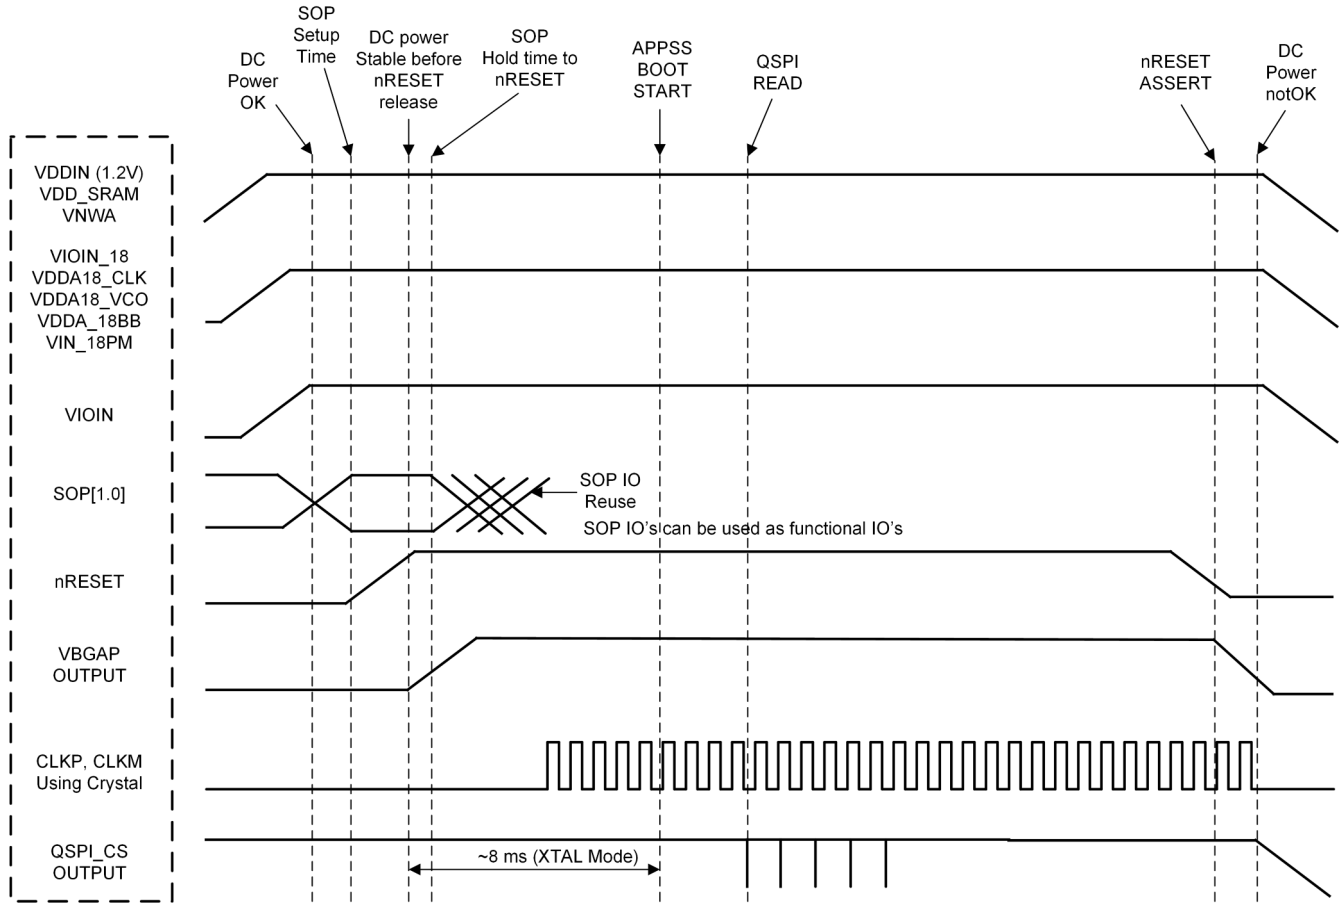 DC
Power
OK
SOP
Setup
Time
DC power
Stable before
nRESET
release
SOP
Hold time to
nRESET
APPSS
BOOT
START
QSPI
READ
nRESET
ASSERT
DC
Power
notOK
VDDIN (1.2V)
VDD_SRAM
VNWA
VIOIN_18
VDDA18_CLK
VDDA18_VCO
VDDA_18BB
VIN_18PM
VIOIN
SOP[1.0]
SOP IO
Reuse
SOP IO's can be used as functional IO's
nRESET
VBGAP
OUTPUT
CLKP, CLKM
Using Crystal
QSPI_CS
OUTPUT
~8 ms (XTAL Mode)